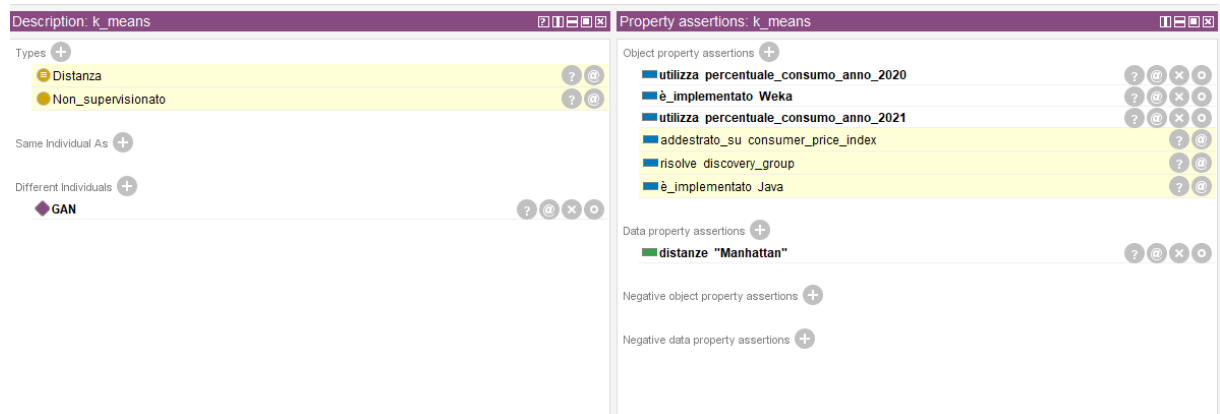 Description: k_means
Types
Distanza
Non_supervisionato
Same Individual As
Different Individuals
GAN
Property assertions: k_means
Object property assertions
utilizza percentuale_consumo_anno_2020
è_implementato Weka
utilizza percentuale_consumo_anno_2021
addestrato_su consumer_price_index
risolve discovery_group
è_implementato Java
Data property assertions
distanze "Manhattan"
Negative object property assertions
Negative data property assertions